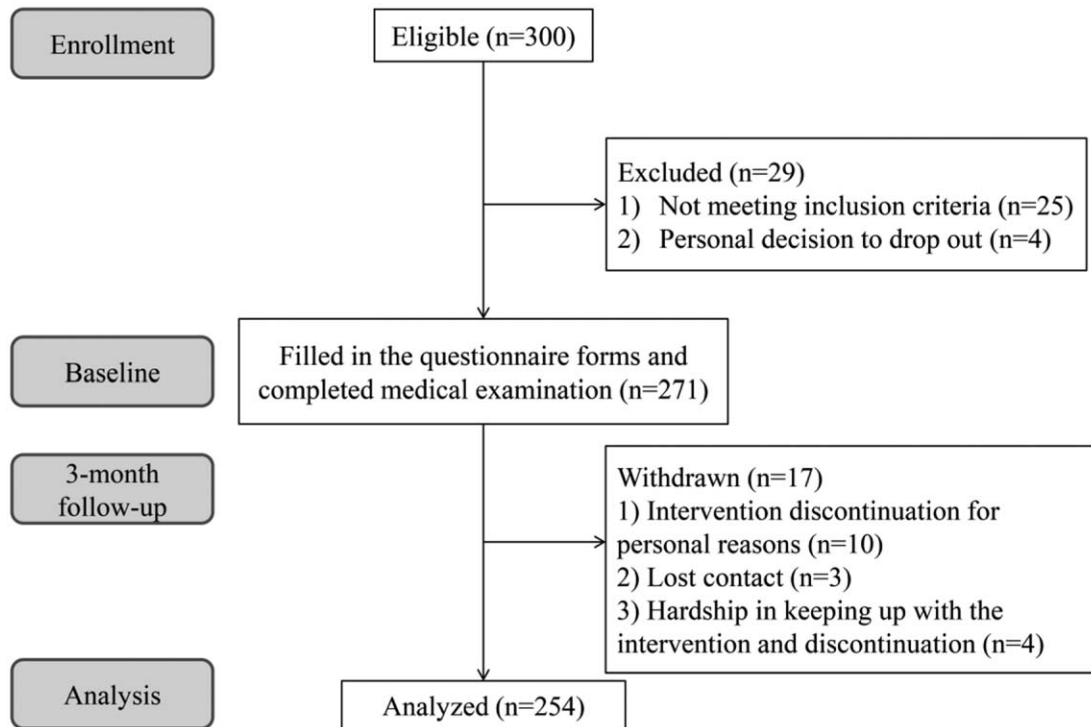 Enrollment
Eligible (n=300)
Excluded (n=29)
1) Not meeting inclusion criteria (n=25)
2) Personal decision to drop out (n=4)
Baseline
Filled in the questionnaire forms and
completed medical examination (n=271)
3-month
follow-up
Withdrawn (n=17)
1) Intervention discontinuation for
personal reasons (n=10)
2) Lost contact (n=3)
3) Hardship in keeping up with the
intervention and discontinuation (n=4)
Analysis
Analyzed (n=254)